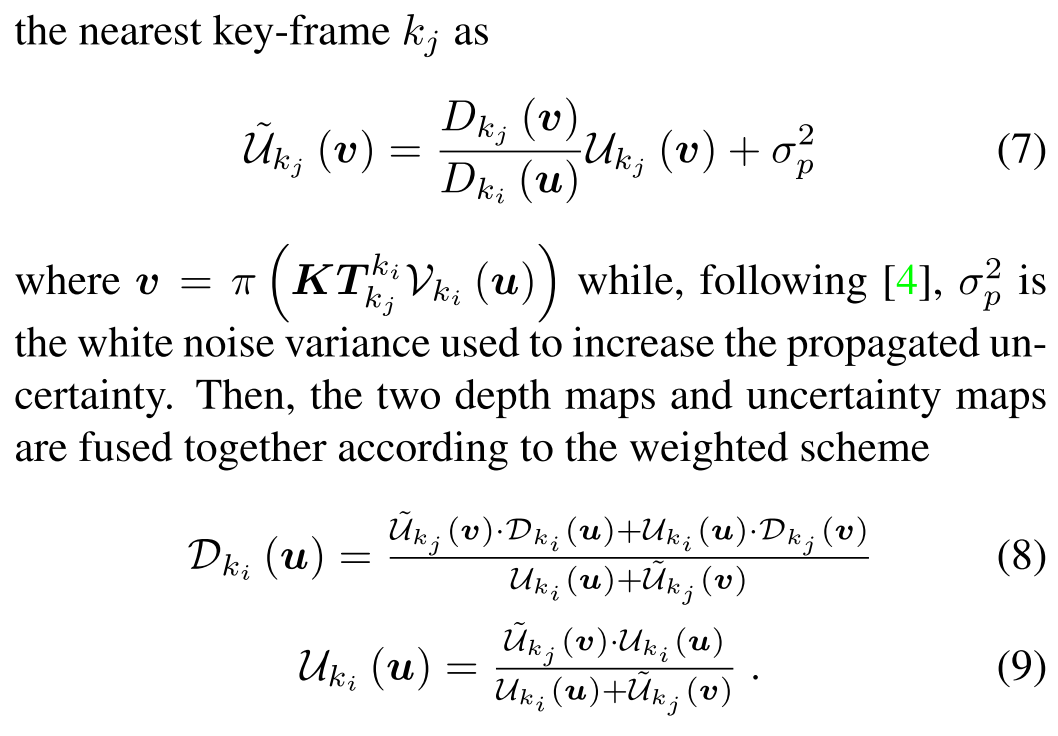 the nearest key-frame $k_j$ as
$\tilde{\mathcal{U}}_{k_j}(\boldsymbol{v}) = \frac{D_{k_j}(\boldsymbol{v})}{D_{k_i}(\boldsymbol{u})} \mathcal{U}_{k_j}(\boldsymbol{v}) + \sigma_p^2$ (7)
where $\boldsymbol{v} = \pi\left(\boldsymbol{K}\boldsymbol{T}_{k_j}^{k_i} \mathcal{V}_{k_i}(\boldsymbol{u})\right)$ while, following [4], $\sigma_p^2$ is
the white noise variance used to increase the propagated un-
certainty. Then, the two depth maps and uncertainty maps
are fused together according to the weighted scheme
$\mathcal{D}_{k_i}(\boldsymbol{u}) = \frac{\tilde{\mathcal{U}}_{k_j}(\boldsymbol{v}) \cdot \mathcal{D}_{k_i}(\boldsymbol{u}) + \mathcal{U}_{k_i}(\boldsymbol{u}) \cdot \mathcal{D}_{k_j}(\boldsymbol{v})}{\mathcal{U}_{k_i}(\boldsymbol{u}) + \tilde{\mathcal{U}}_{k_j}(\boldsymbol{v})}$ (8)
$\mathcal{U}_{k_i}(\boldsymbol{u}) = \frac{\tilde{\mathcal{U}}_{k_j}(\boldsymbol{v}) \cdot \mathcal{U}_{k_i}(\boldsymbol{u})}{\mathcal{U}_{k_i}(\boldsymbol{u}) + \tilde{\mathcal{U}}_{k_j}(\boldsymbol{v})}$ . (9)